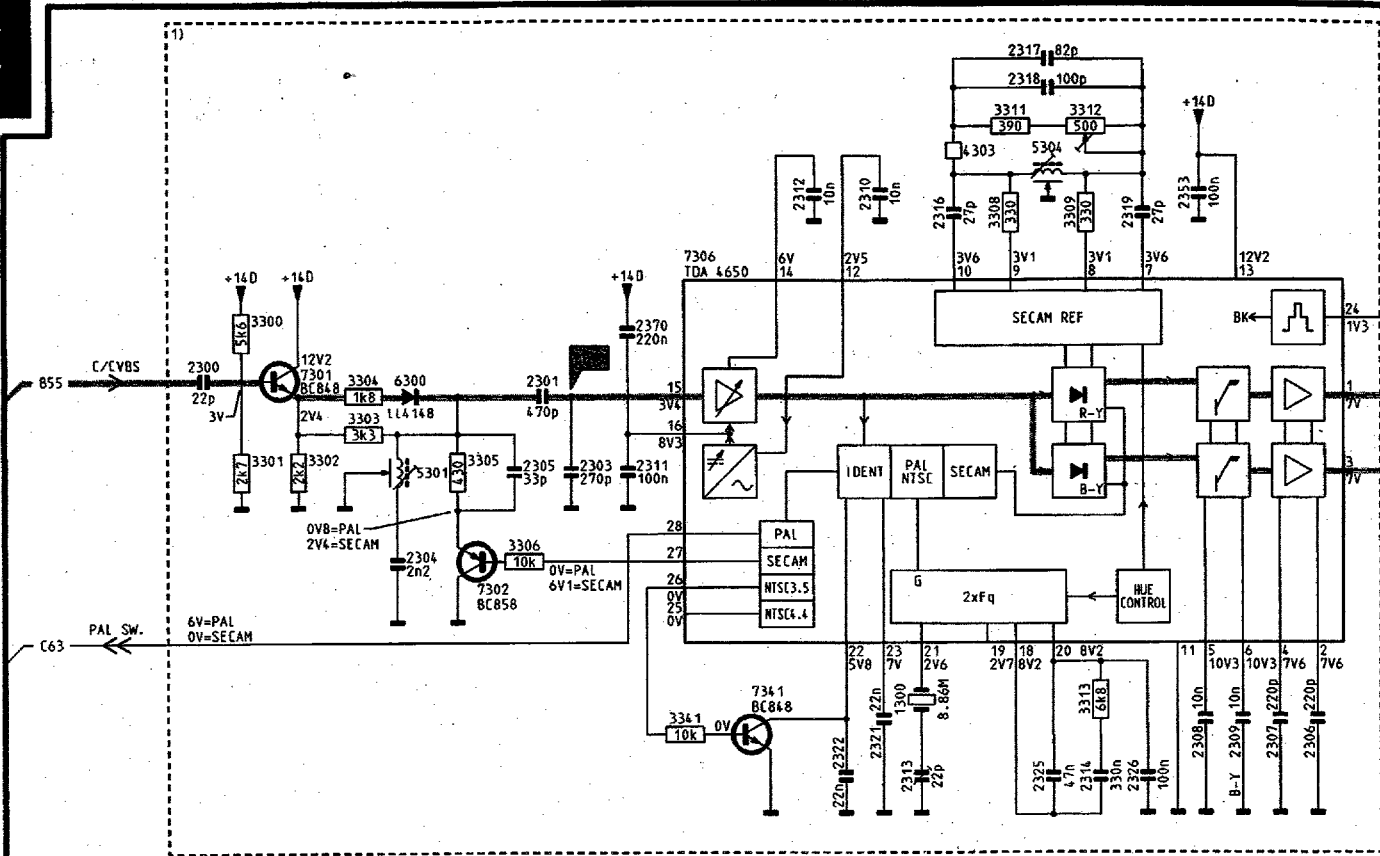 1)
2317 82p
2318 100p
3311 3312
390 500
4303 5304
+14D
2312 10n
2310 10n
2316 27p
3308 330
3309 330
2319 27p
2353 100n
7306
TDA 4650
6V
14
2V5
12
3V6
10
3V1
9
3V1
8
3V6
7
12V2
13
+14D +14D
+14D
3300
5k6
SECAM REF
BK
24
1V3
2370
220n
855
C/CVBS
2300
22p
3V
12V2
7301
BC848
2V4
3304
1k8
6300
LL4148
2301
470p
15
3V4
R-Y
1
7V
3303
3k3
16
8V3
3301
2k7
3302
2k2
5301
3305
430
2305
33p
2303
270p
2311
100n
IDENT
PAL
NTSC
SECAM
B-Y
3
7V
0V8=PAL
2V4=SECAM
2304
2n2
7302
BC858
3306
10k
0V=PAL
6V1=SECAM
28
27
26
0V
25
0V
PAL
SECAM
NTSC3.5
NTSC4.4
G
2xFq
HUE
CONTROL
C63
PAL SW.
6V=PAL
0V=SECAM
22
5V8
23
7V
21
2V6
19
2V7
18
8V2
20 8V2
11
5
10V3
6
10V3
4
7V6
2
7V6
7341
BC848
3341
10k
0V
2322
22n
2321
22n
1300
8.86M
2313
22p
3313
6k8
2325
47n
2314
330n
2326
100n
2308
10n
B-Y 2309
10n
2307
220p
2306
220p